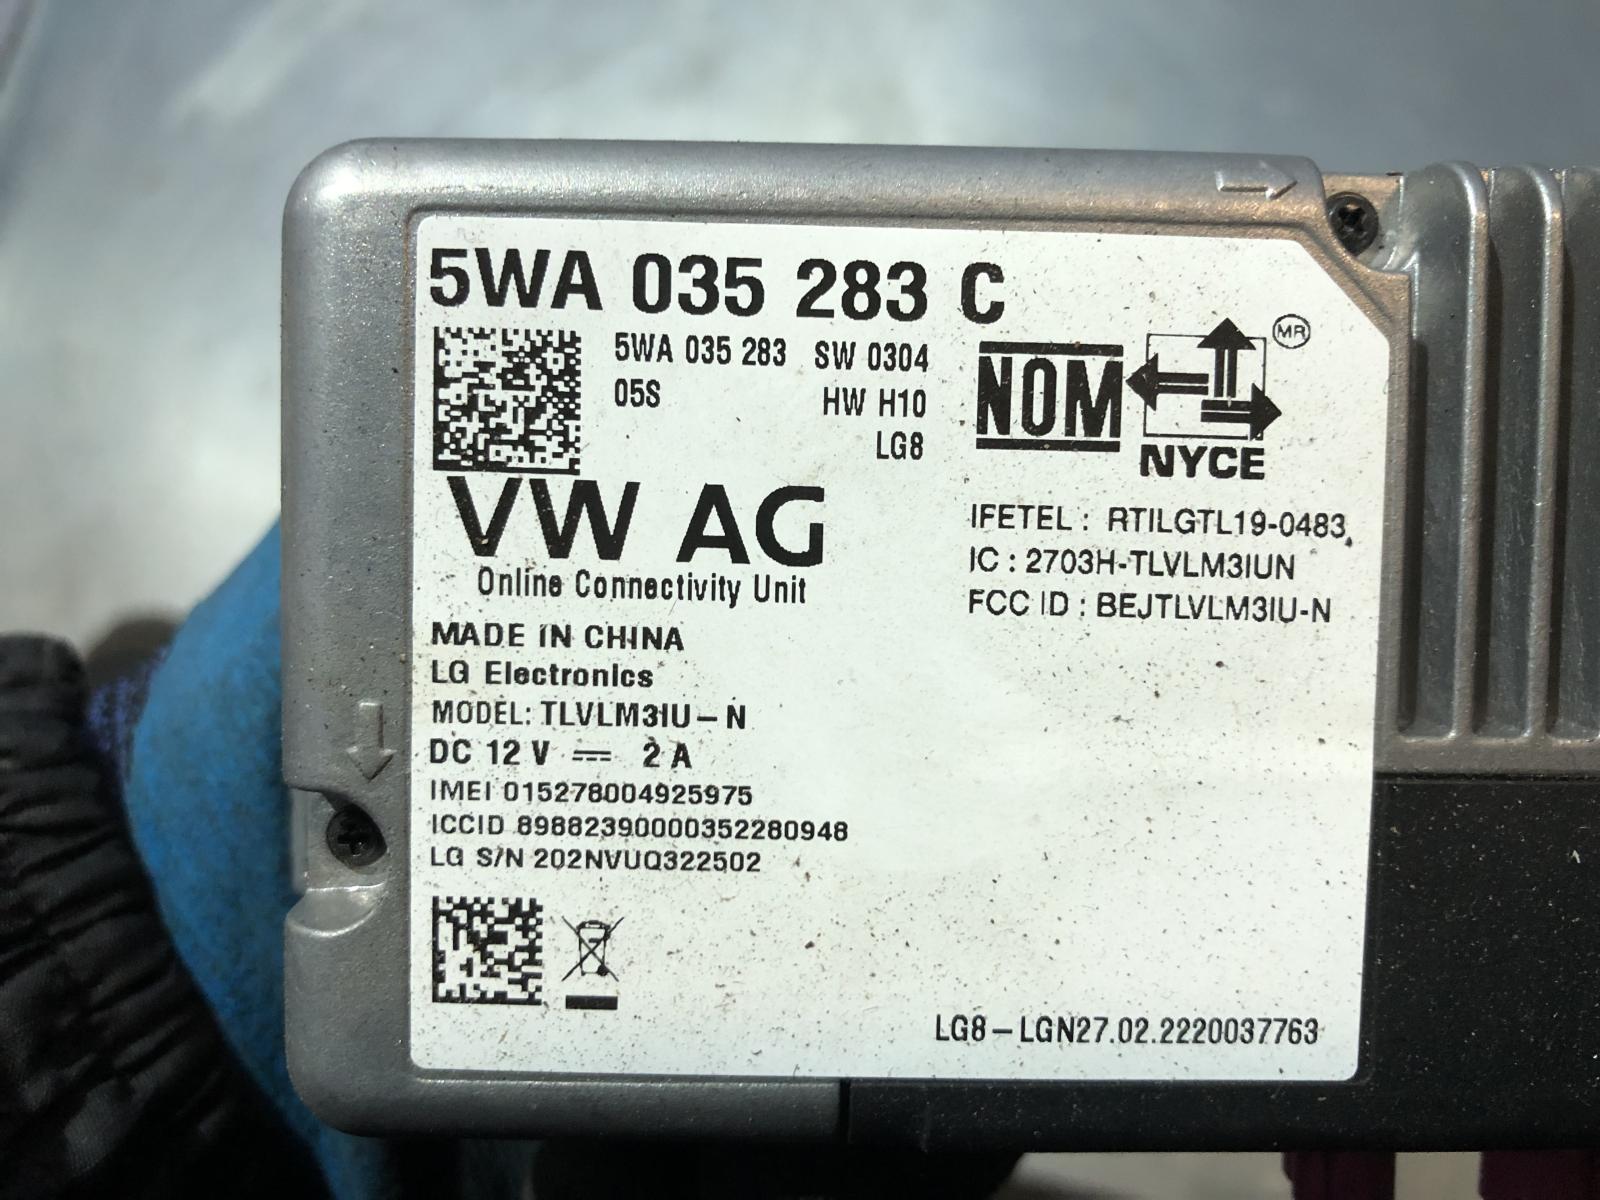 5WA 035 283 C
5WA 035 283 SW 0304
05S HW H10
LG8
NOM
MR
NYCE
VW AG
Online Connectivity Unit
IFETEL : RTILGTL19-0483
IC : 2703H-TLVLM3IUN
FCC ID : BEJTLVLM3IU-N
MADE IN CHINA
LG Electronics
MODEL: TLVLM3IU-N
DC 12 V ⎓ 2 A
IMEI 015278004925975
ICCID 89882390000352280948
LG S/N 202NVUQ322502
LG8-LGN27.02.2220037763